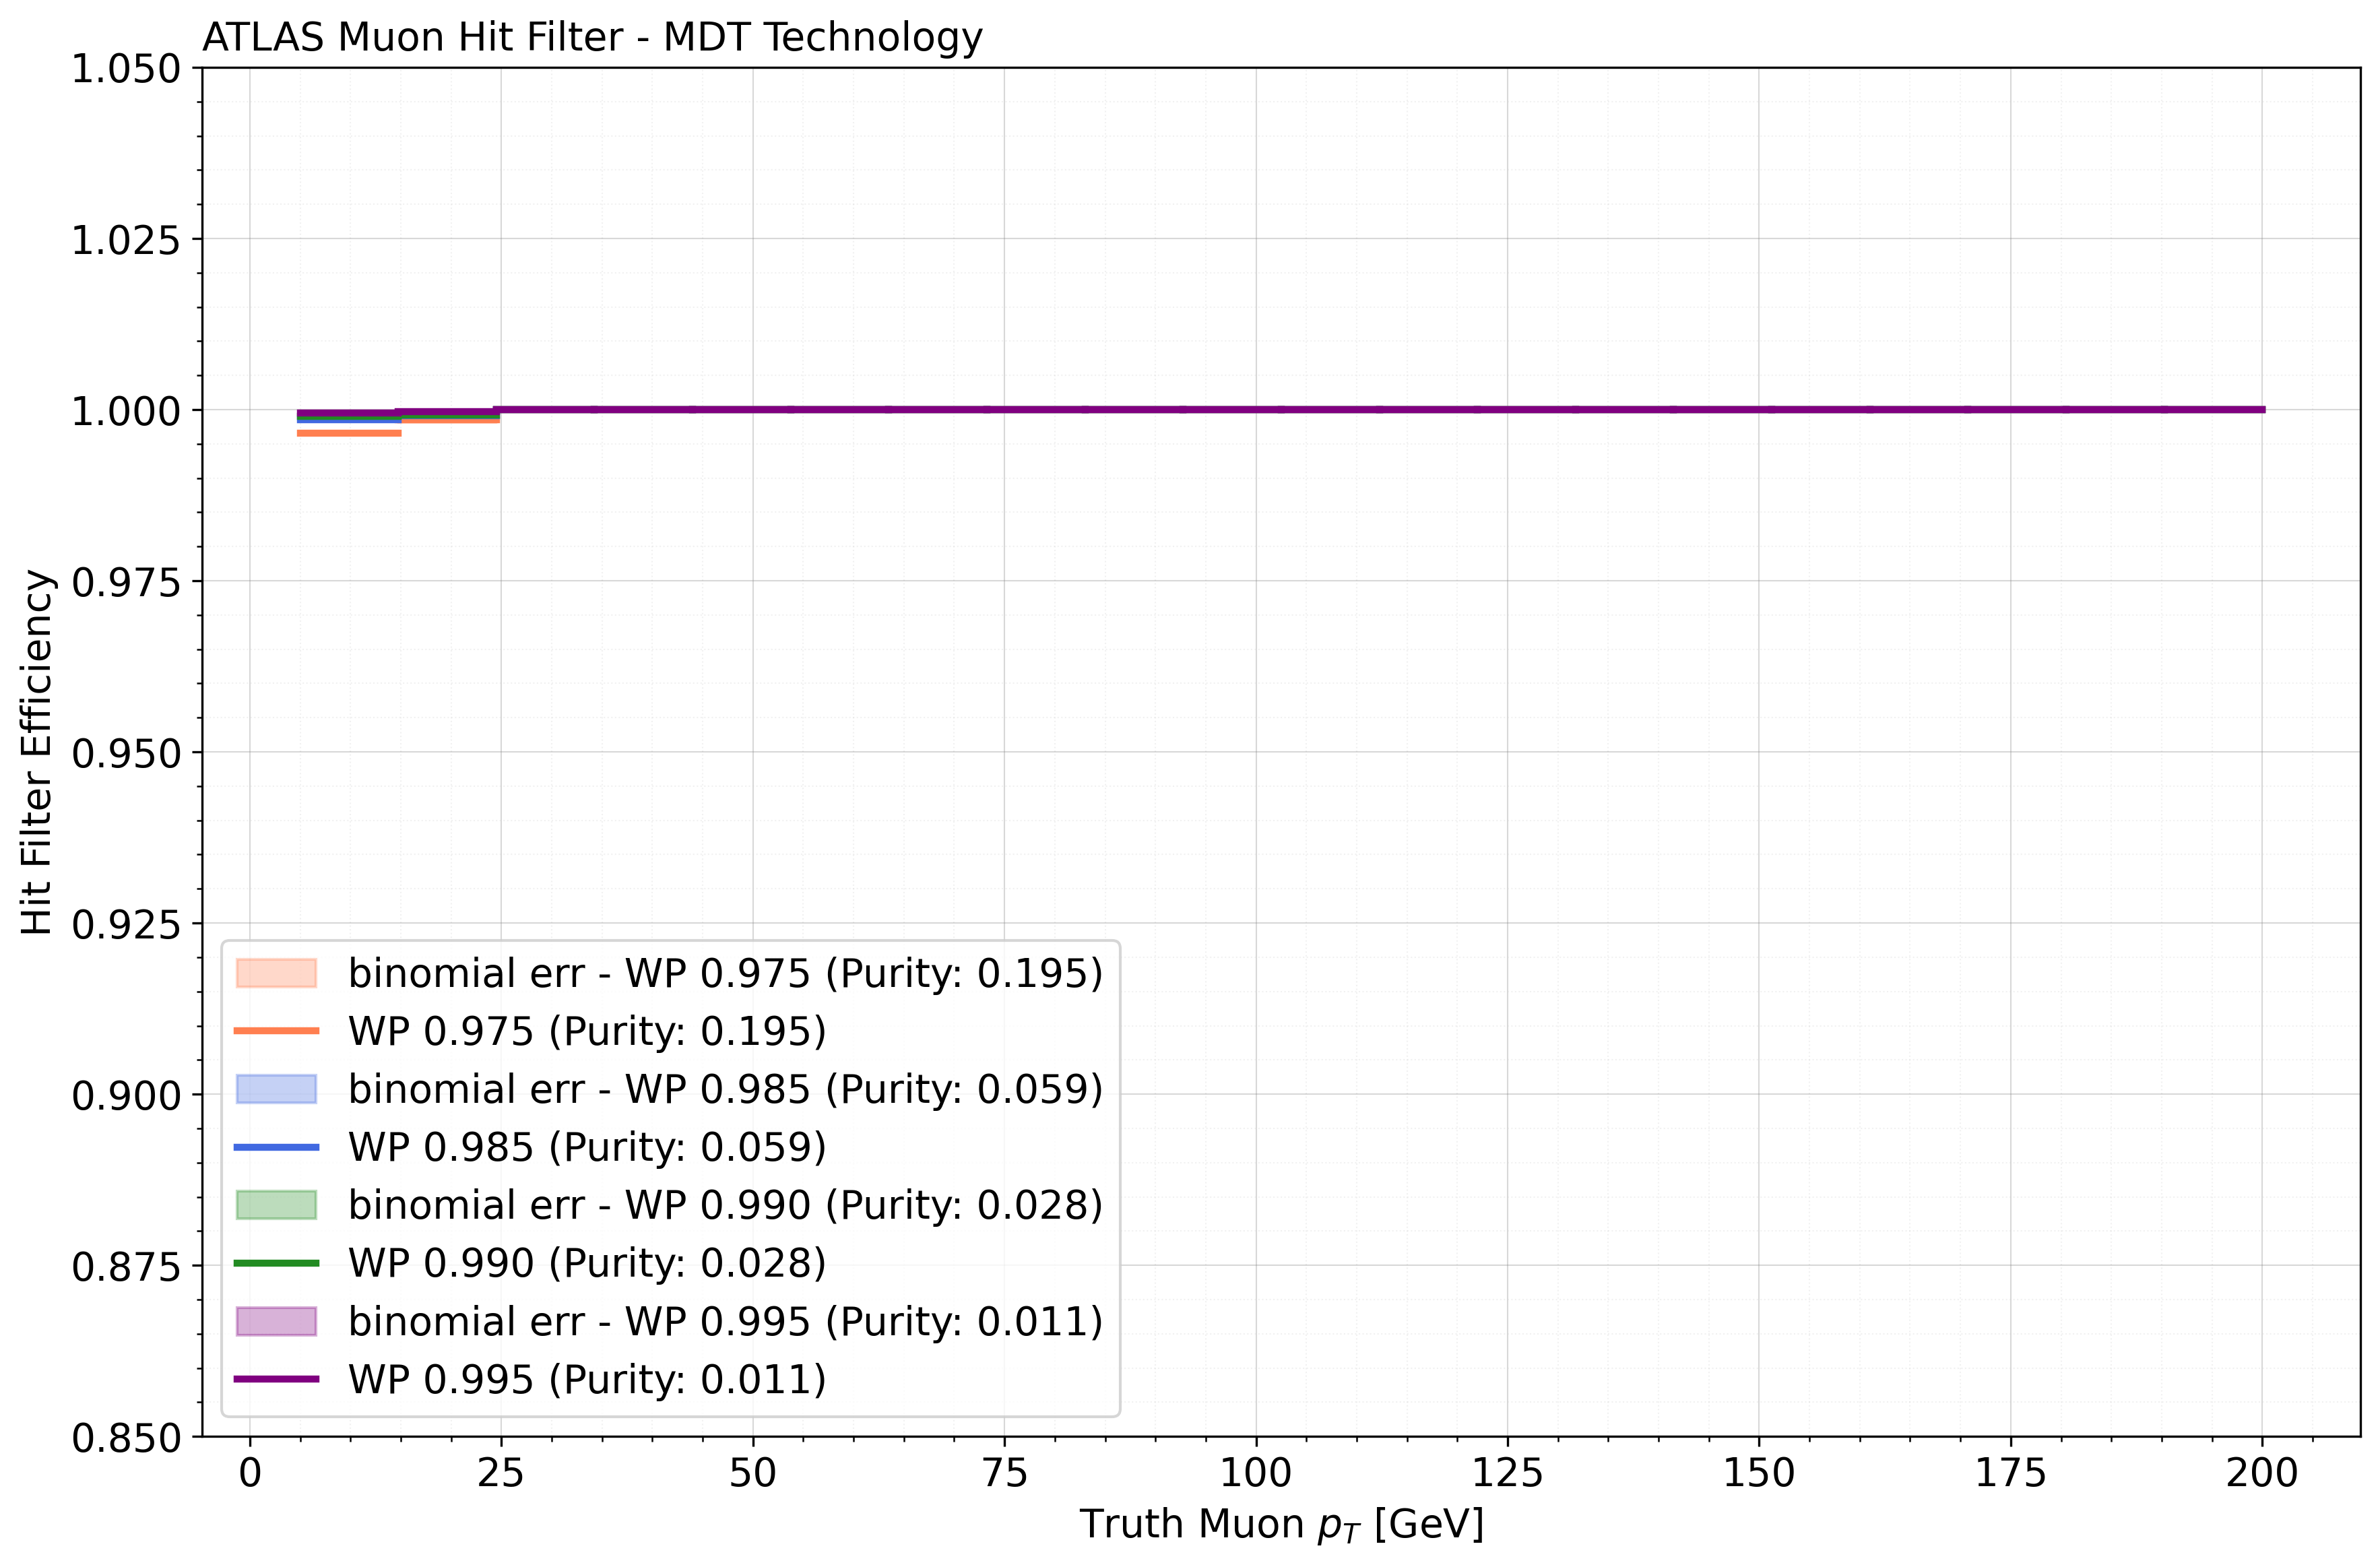 ATLAS Muon Hit Filter - MDT Technology
1.050
1.025
1.000
0.975
0.950
0.925
0.900
0.875
0.850
Hit Filter Efficiency
binomial err - WP 0.975 (Purity: 0.195)
WP 0.975 (Purity: 0.195)
binomial err - WP 0.985 (Purity: 0.059)
WP 0.985 (Purity: 0.059)
binomial err - WP 0.990 (Purity: 0.028)
WP 0.990 (Purity: 0.028)
binomial err - WP 0.995 (Purity: 0.011)
WP 0.995 (Purity: 0.011)
0 25 50 75 100 125 150 175 200
Truth Muon p_T [GeV]